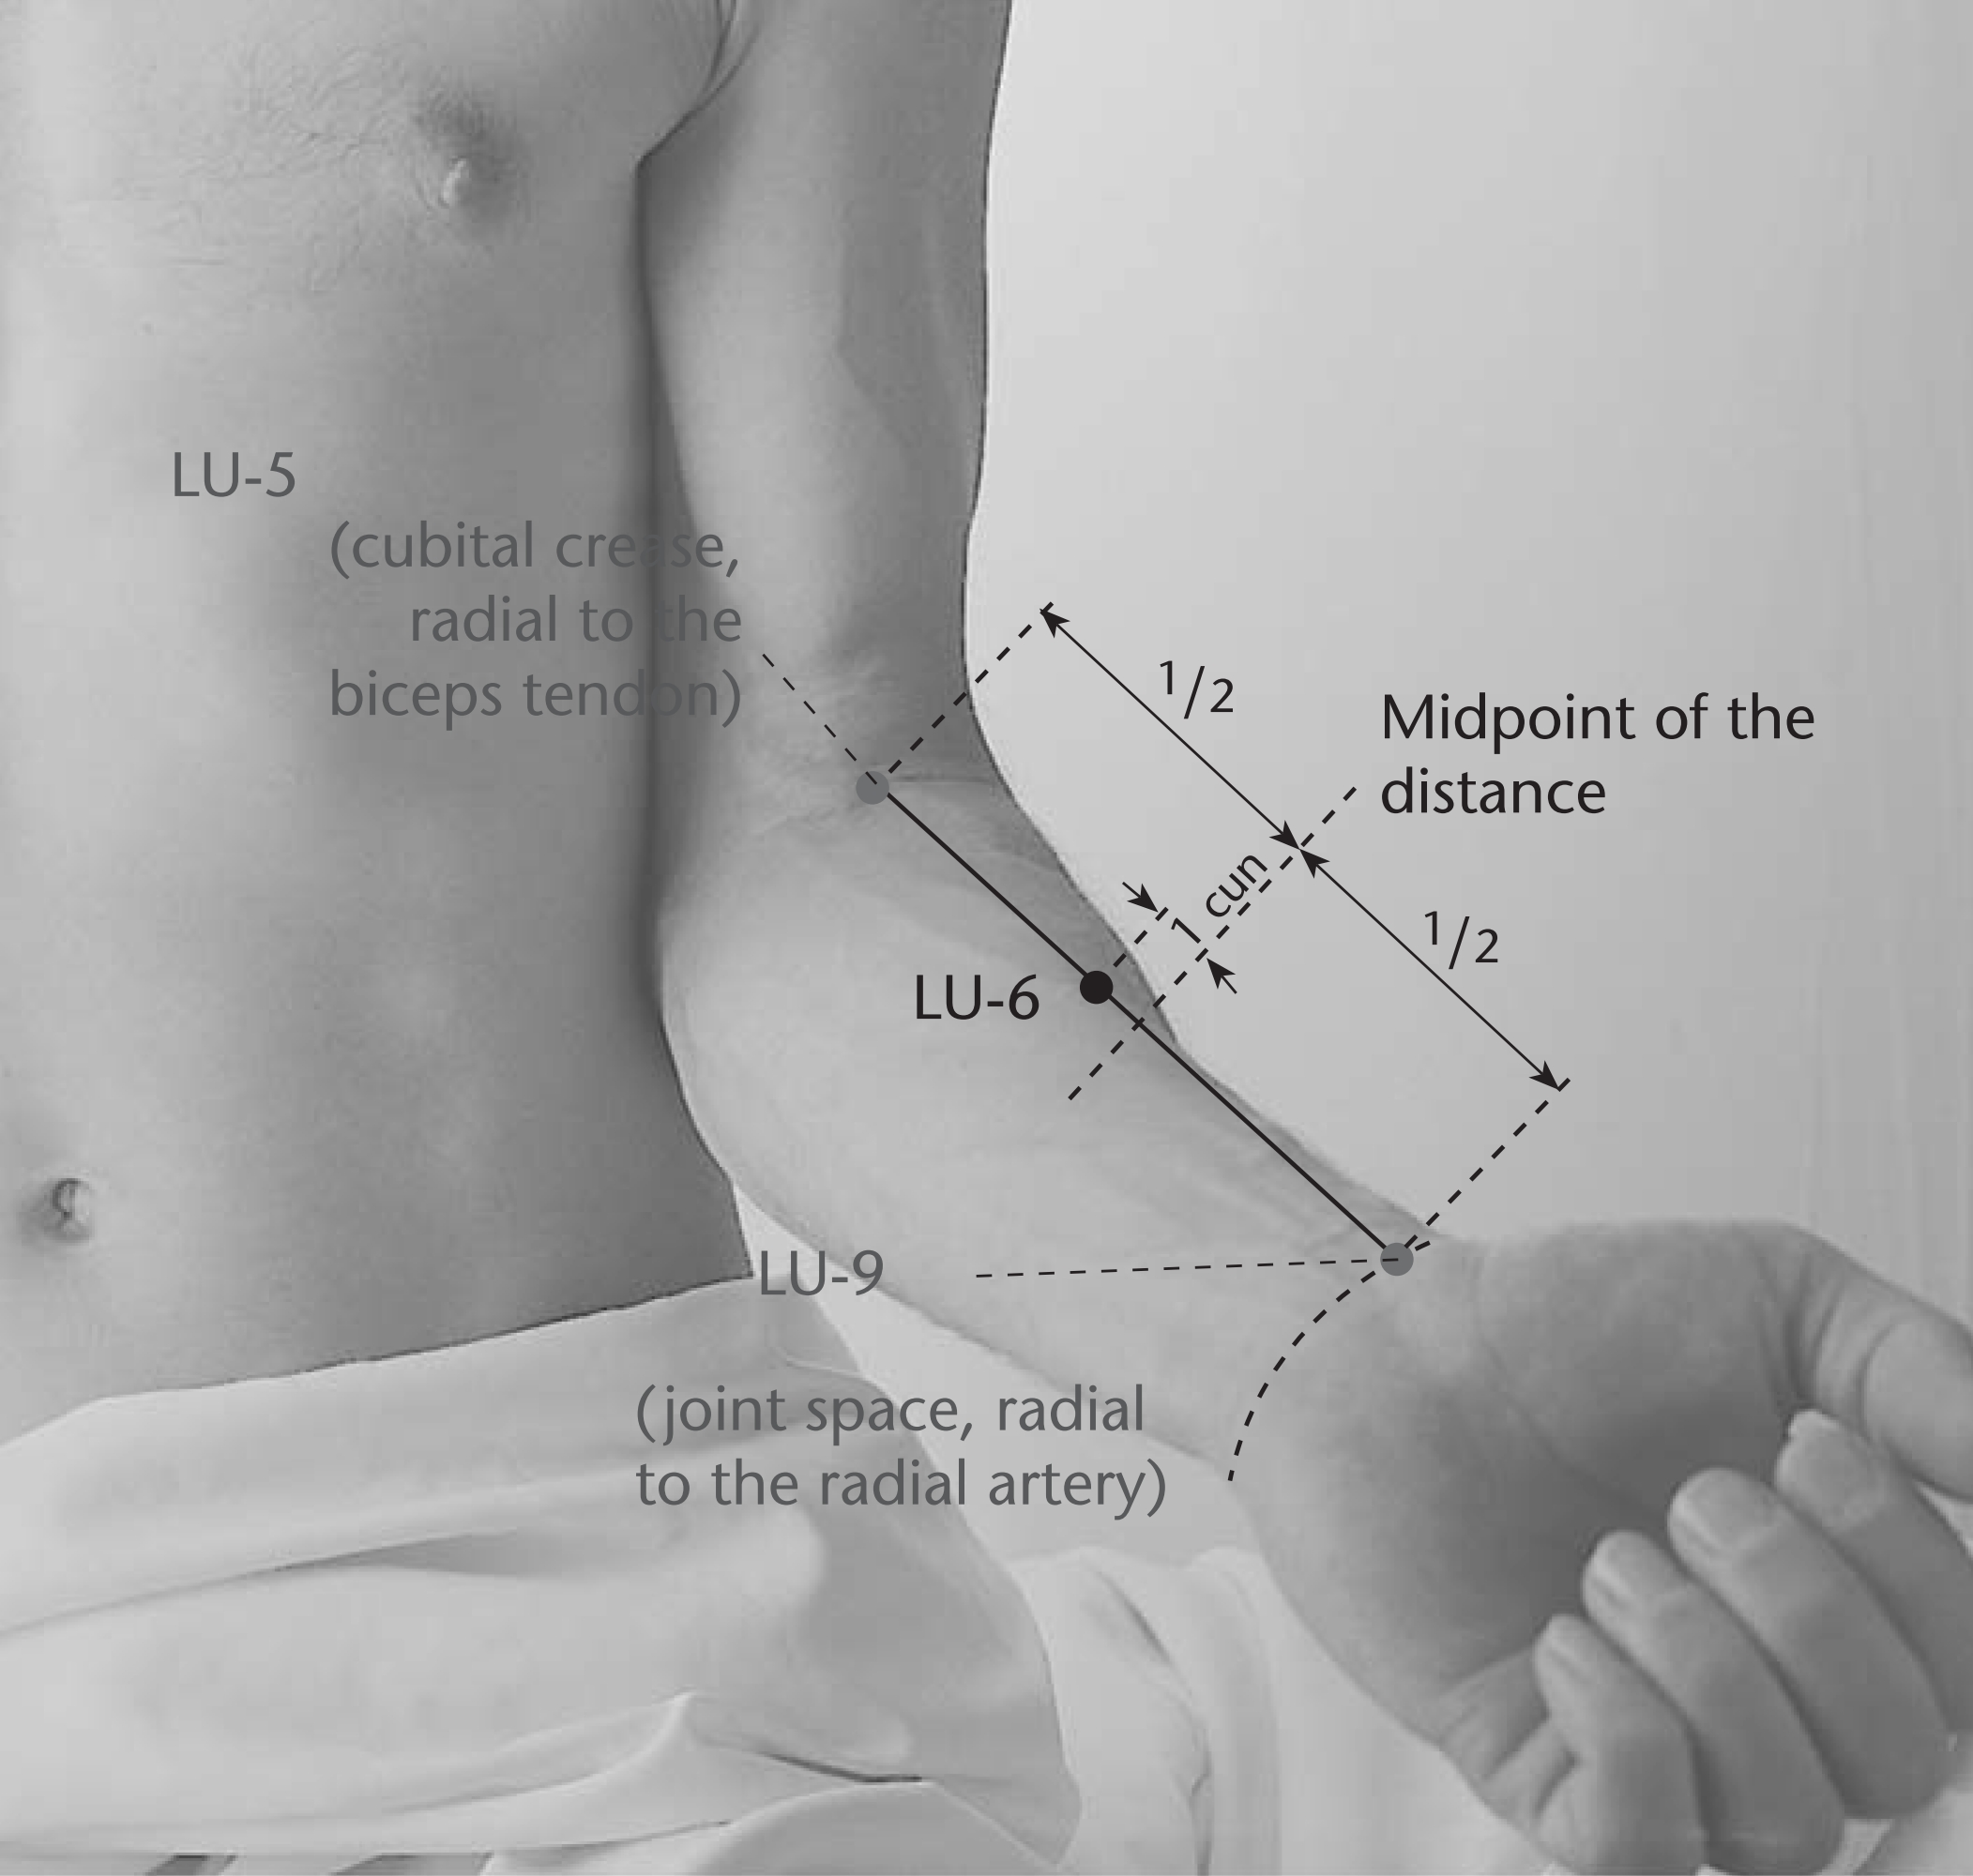 LU-5
(cubital crease,
radial to the
biceps tendon)
1/2
Midpoint of the
distance
1 cun
1/2
LU-6
LU-9
(joint space, radial
to the radial artery)